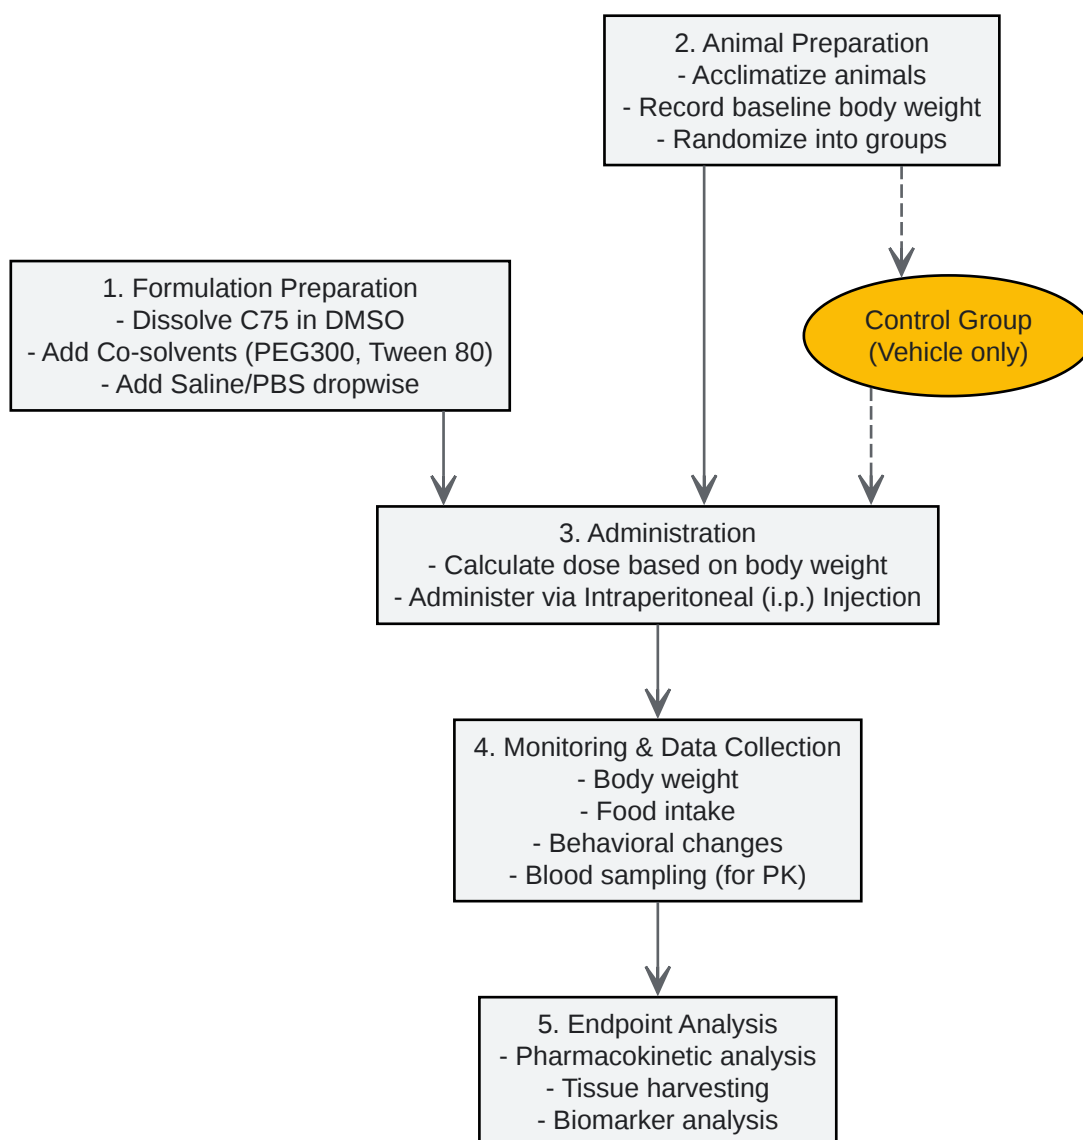 2. Animal Preparation
- Acclimatize animals
- Record baseline body weight
- Randomize into groups
1. Formulation Preparation
- Dissolve C75 in DMSO
- Add Co-solvents (PEG300, Tween 80)
- Add Saline/PBS dropwise
Control Group
(Vehicle only)
3. Administration
- Calculate dose based on body weight
- Administer via Intraperitoneal (i.p.) Injection
4. Monitoring & Data Collection
- Body weight
- Food intake
- Behavioral changes
- Blood sampling (for PK)
5. Endpoint Analysis
- Pharmacokinetic analysis
- Tissue harvesting
- Biomarker analysis